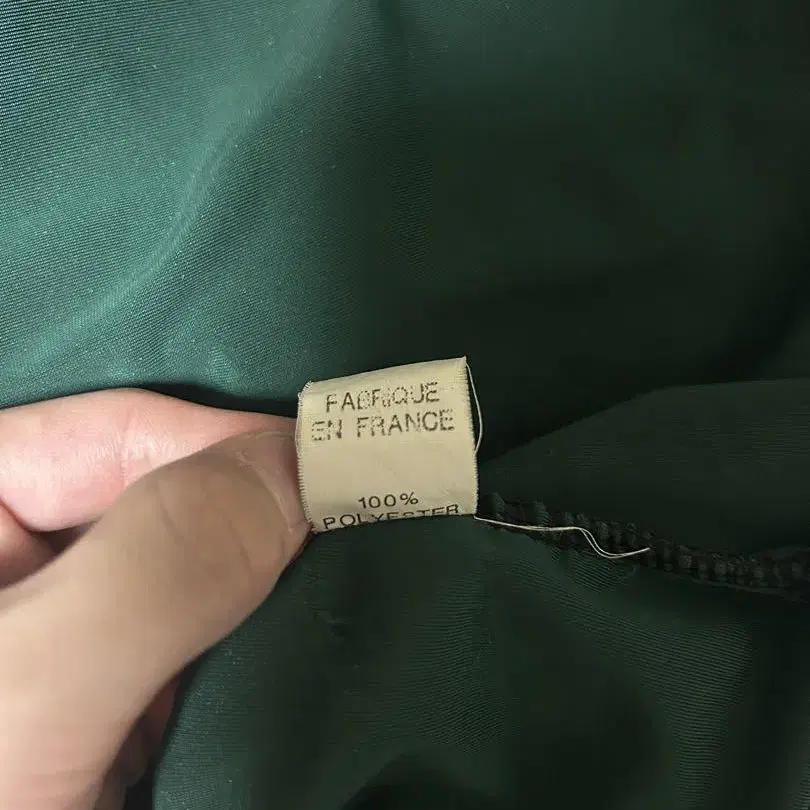 FABRIQUE
EN FRANCE
100%
POLYESTER